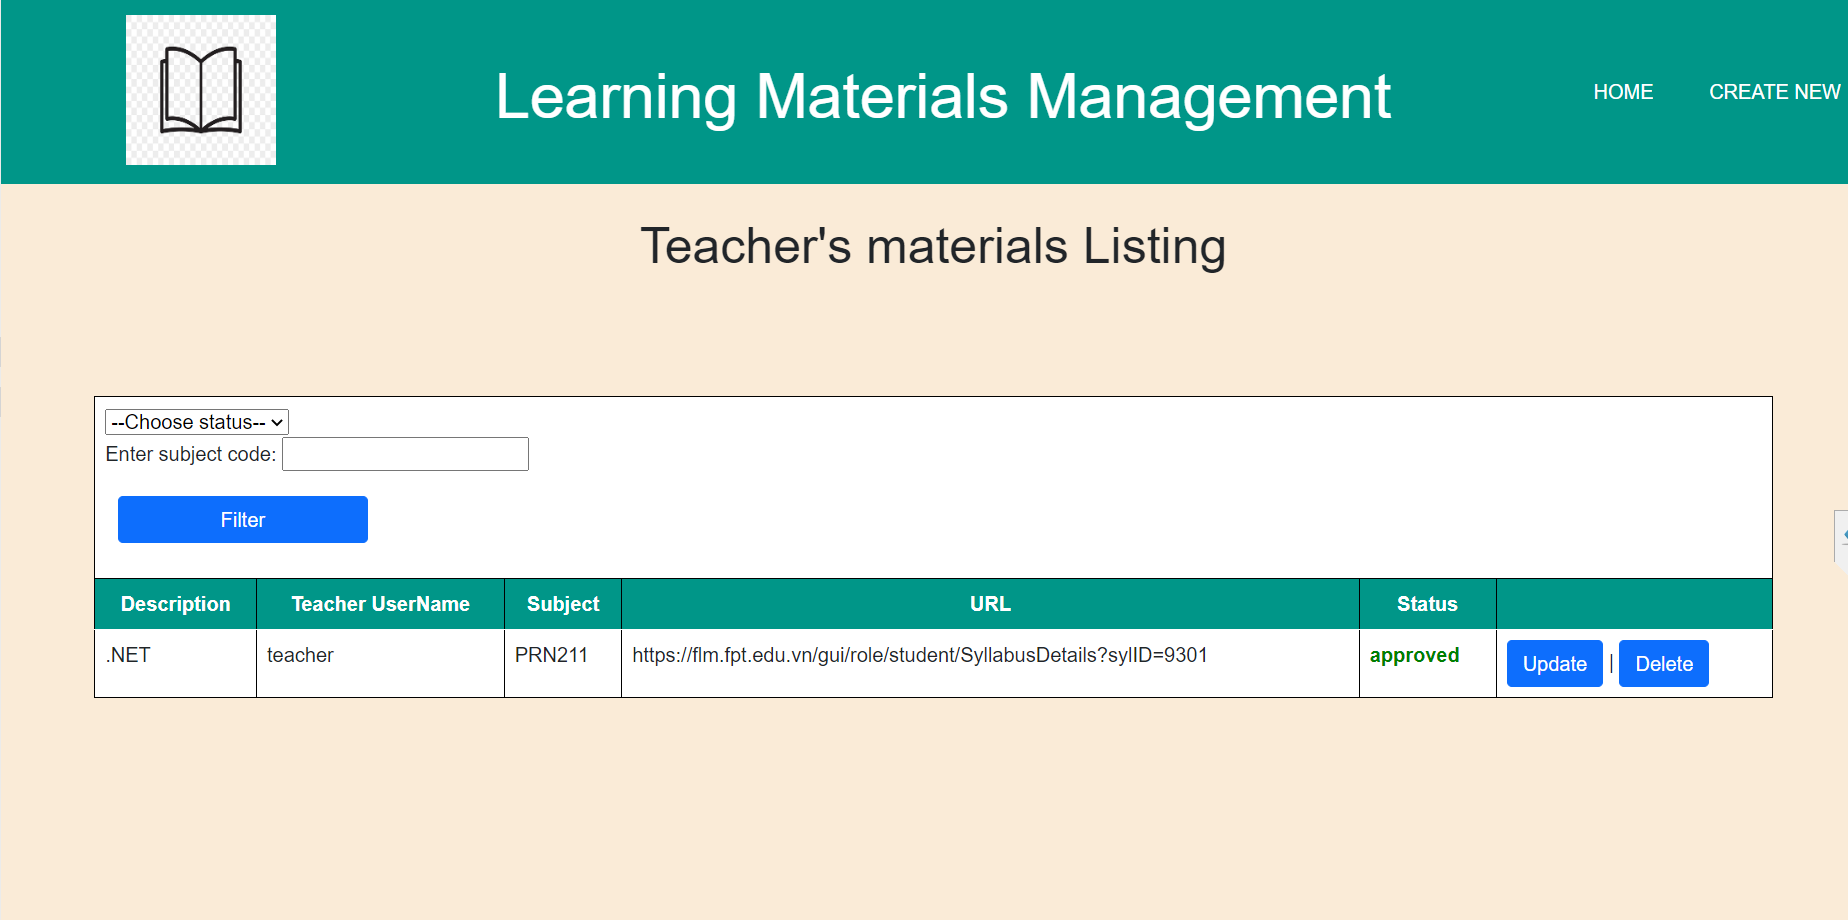 Learning Materials Management
HOME
CREATE NEW
Teacher's materials Listing
--Choose status--
Enter subject code:
Filter
Description
Teacher UserName
Subject
URL
Status
.NET
teacher
PRN211
https://flm.fpt.edu.vn/gui/role/student/SyllabusDetails?sylID=9301
approved
Update | Delete